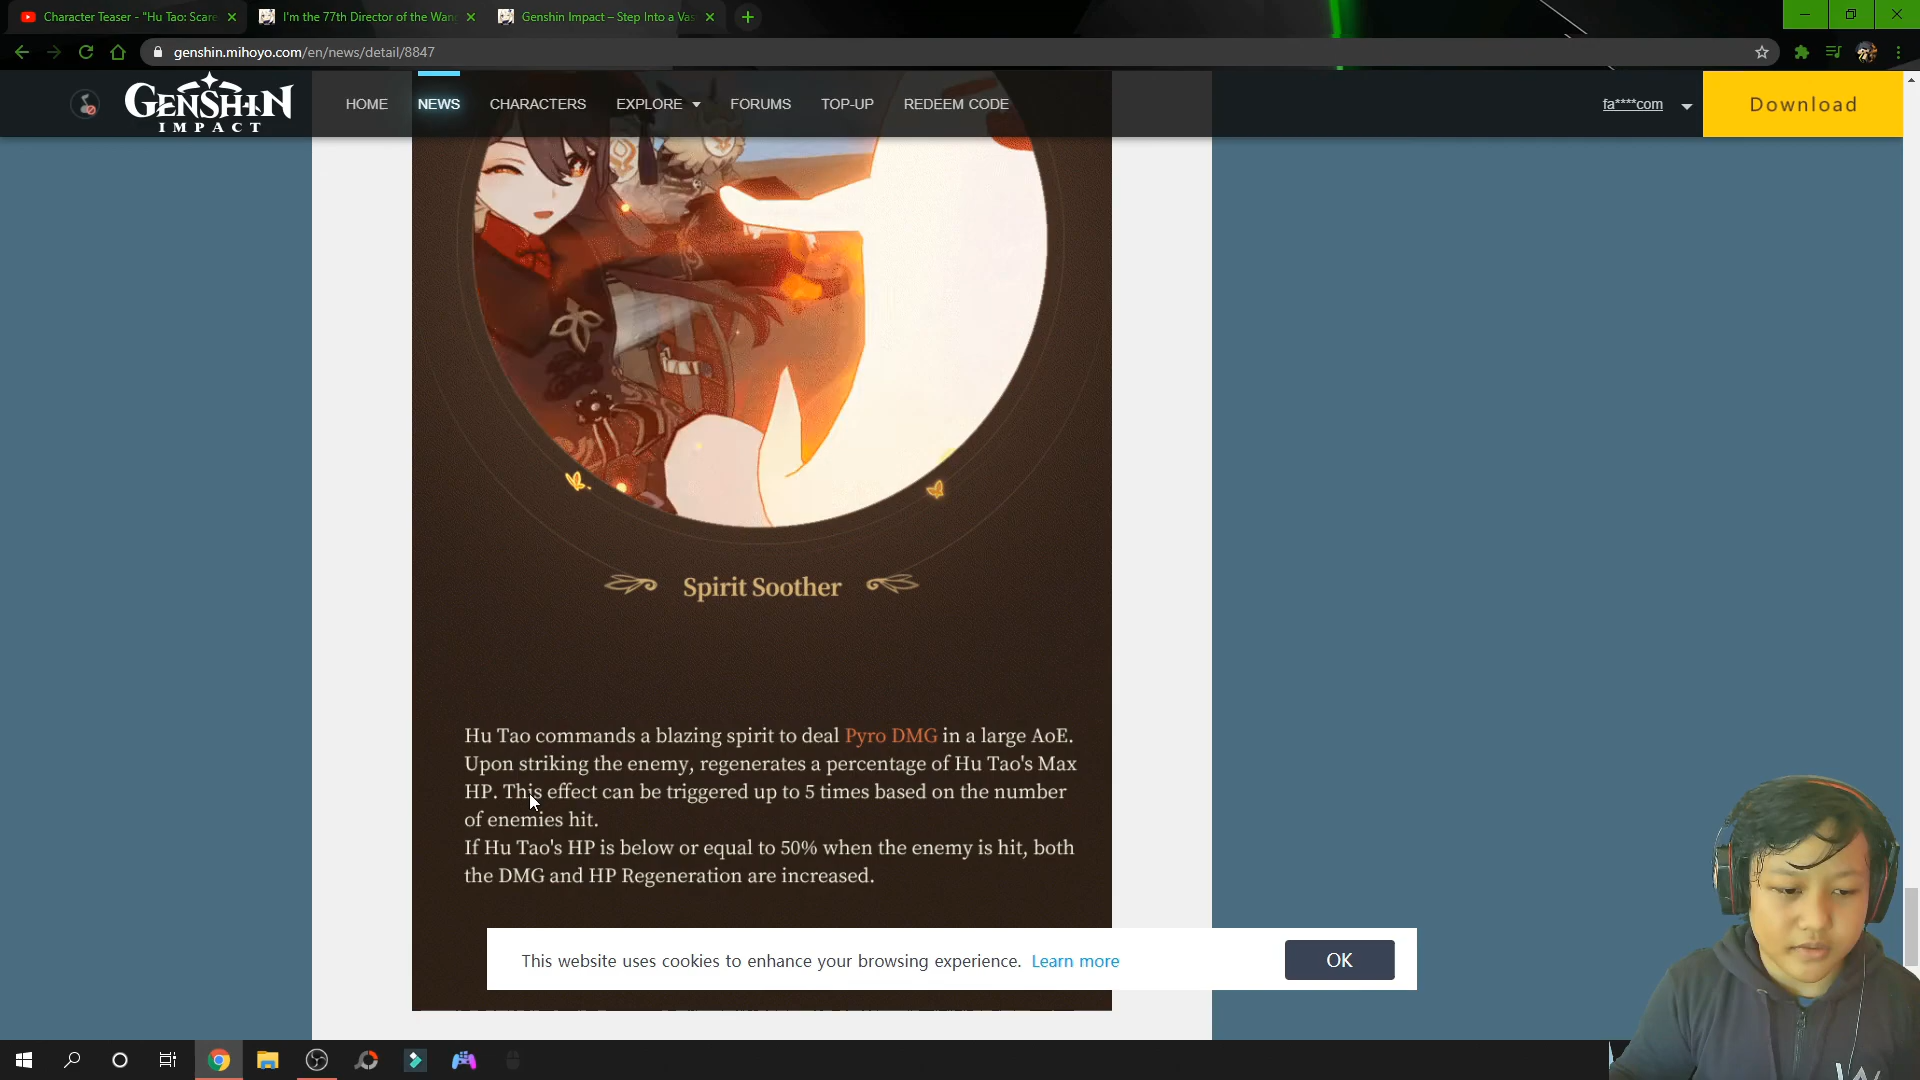 Character Teaser - "Hu Tao: Scare
I'm the 77th Director of the Wang
Genshin Impact – Step Into a Vas
genshin.mihoyo.com/en/news/detail/8847
GENSHIN
IMPACT
HOME
NEWS
CHARACTERS
EXPLORE
FORUMS
TOP-UP
REDEEM CODE
fa****com
Download
Spirit Soother
Hu Tao commands a blazing spirit to deal Pyro DMG in a large AoE.
Upon striking the enemy, regenerates a percentage of Hu Tao's Max
HP. This effect can be triggered up to 5 times based on the number
of enemies hit.
If Hu Tao's HP is below or equal to 50% when the enemy is hit, both
the DMG and HP Regeneration are increased.
This website uses cookies to enhance your browsing experience. Learn more
OK